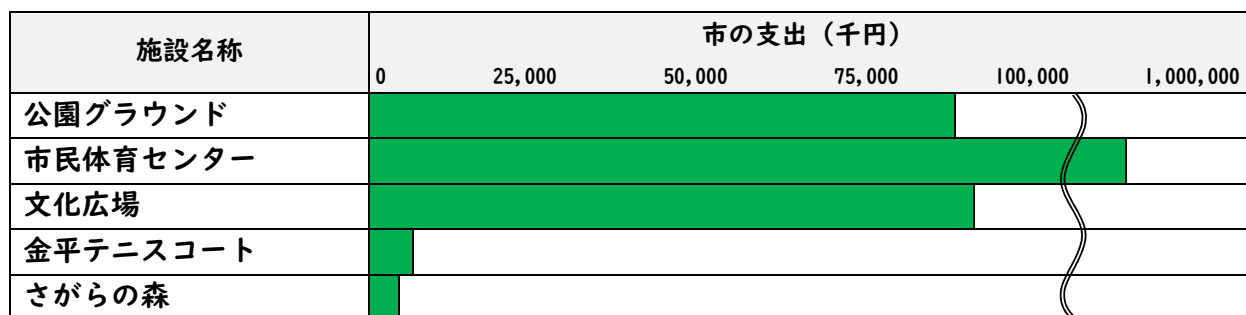 施設名称
市の支出（千円）
0 25,000 50,000 75,000 100,000 1,000,000
公園グラウンド
市民体育センター
文化広場
金平テニスコート
さがらの森